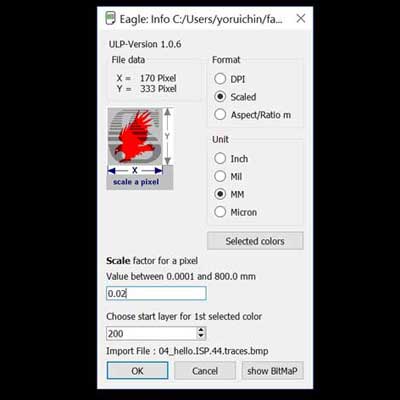 Eagle: Info C:/Users/yoruichin/fa...
ULP-Version 1.0.6
File data
X = 170 Pixel
Y = 333 Pixel
Y
X
scale a pixel
Format
DPI
Scaled
Aspect/Ratio m
Unit
Inch
Mil
MM
Micron
Selected colors
Scale factor for a pixel
Value between 0.0001 and 800.0 mm
0.02
Choose start layer for 1st selected color
200
Import File : 04_hello.ISP.44.traces.bmp
OK Cancel show BitMaP